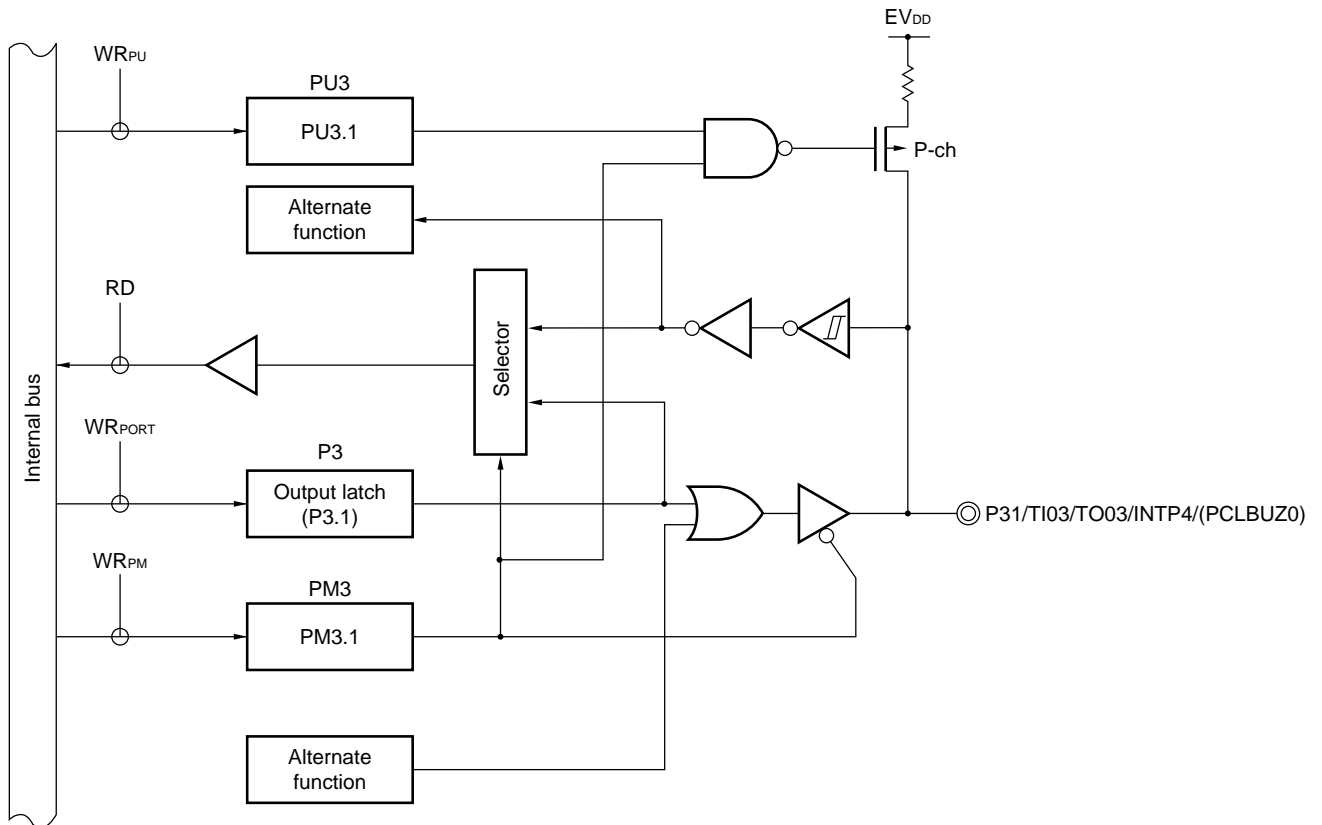 EVDD
WRPU
PU3
PU3.1
P-ch
Alternate
function
RD
Selector
Internal bus
WRPORT
P3
Output latch
(P3.1)
P31/TI03/TO03/INTP4/(PCLBUZ0)
WRPM
PM3
PM3.1
Alternate
function